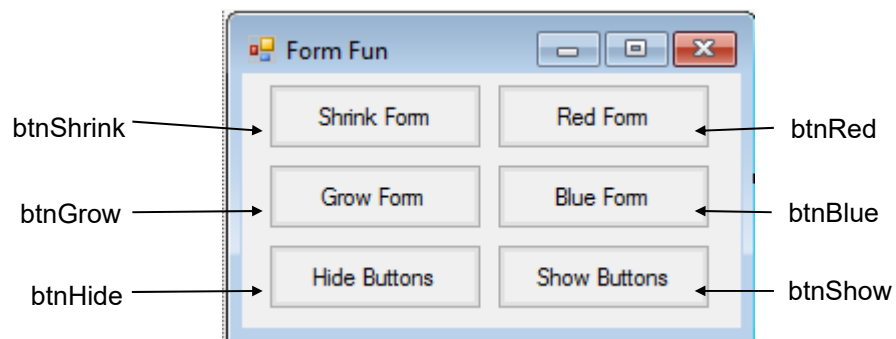 Form Fun
btnShrink Shrink Form Red Form btnRed
btnGrow Grow Form Blue Form btnBlue
btnHide Hide Buttons Show Buttons btnShow